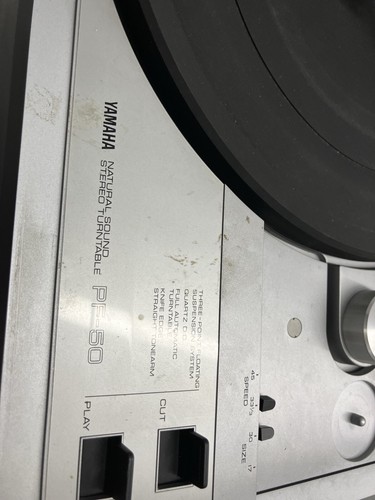 YAMAHA NATURAL SOUND
STEREO TURNTABLE PF-50
THREE-POINT FLOATING
SUSPENSION SYSTEM
QUARTZ
FULL AUTOMATIC
TURNTABLE
KNIFE EDGE
STRAIGHT TONEARM
45 33⅓
SPEED
30 17
SIZE
CUT
PLAY